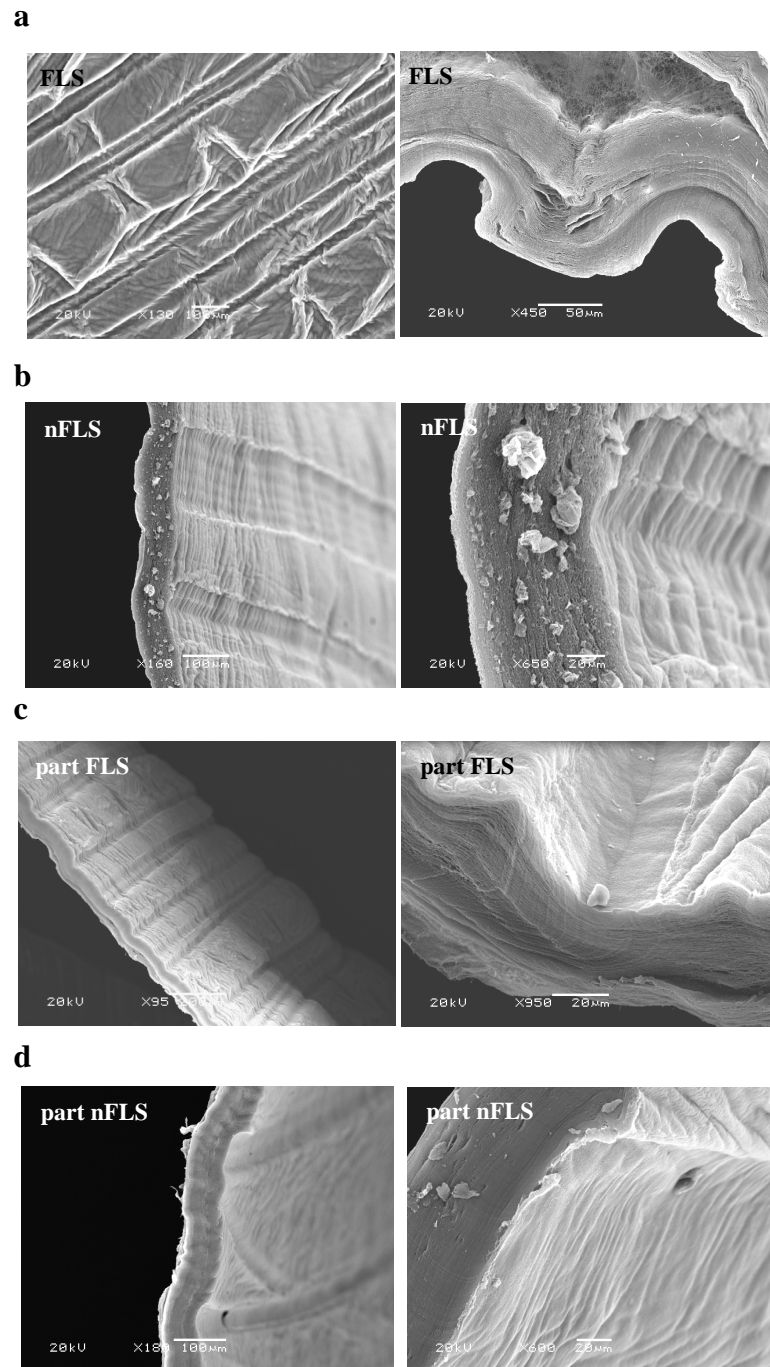 a
FLS
20kV X130 100μm
FLS
20kV X450 50μm
b
nFLS
20kV X160 100μm
nFLS
20kV X650 20μm
c
part FLS
20kV X95
part FLS
20kV X950 20μm
d
part nFLS
20kV X180 100μm
part nFLS
20kV X600 20μm